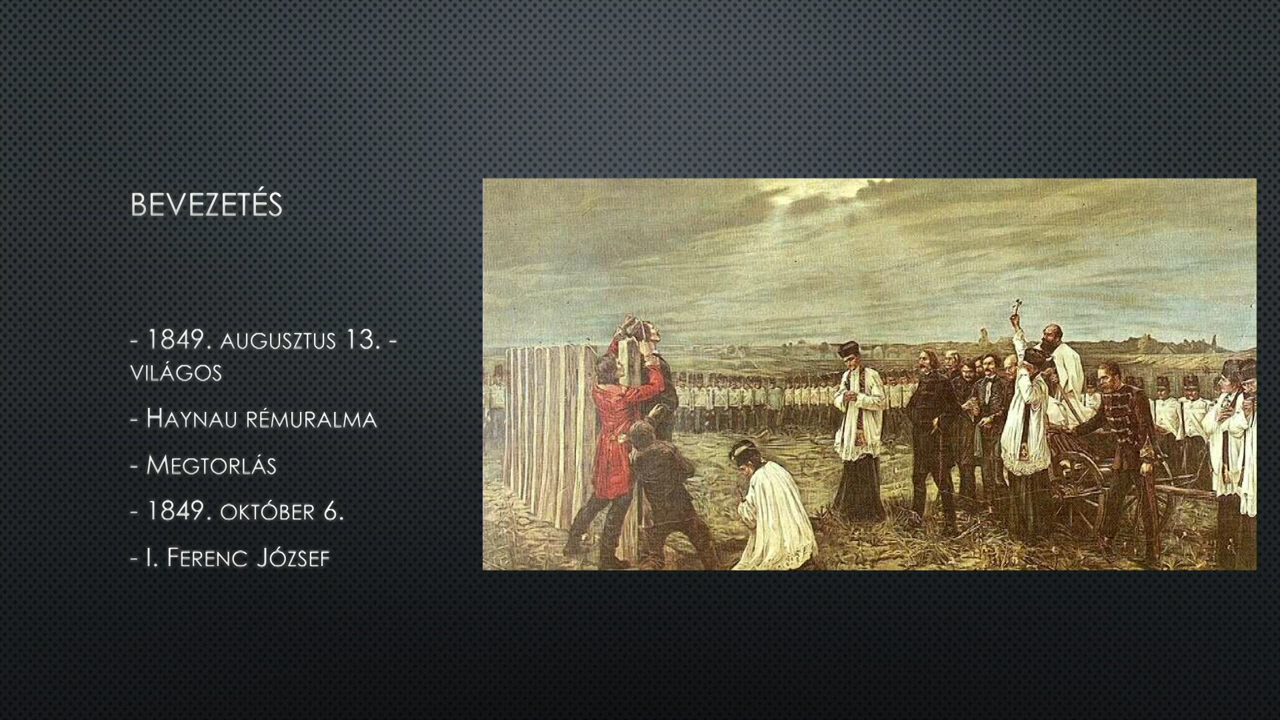 BEVEZETÉS
- 1849. AUGUSZTUS 13. -
VILÁGOS
- HAYNAU RÉMURALMA
- MEGTORLÁS
- 1849. OKTÓBER 6.
- I. FERENC JÓZSEF